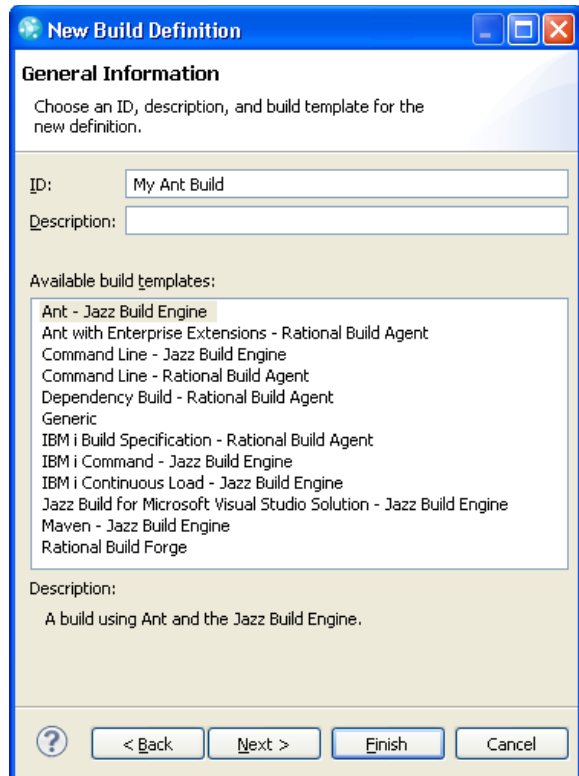 New Build Definition
General Information
Choose an ID, description, and build template for the
new definition.
ID: My Ant Build
Description:
Available build templates:
Ant - Jazz Build Engine
Ant with Enterprise Extensions - Rational Build Agent
Command Line - Jazz Build Engine
Command Line - Rational Build Agent
Dependency Build - Rational Build Agent
Generic
IBM i Build Specification - Rational Build Agent
IBM i Command - Jazz Build Engine
IBM i Continuous Load - Jazz Build Engine
Jazz Build for Microsoft Visual Studio Solution - Jazz Build Engine
Maven - Jazz Build Engine
Rational Build Forge
Description:
A build using Ant and the Jazz Build Engine.
? < Back Next > Finish Cancel